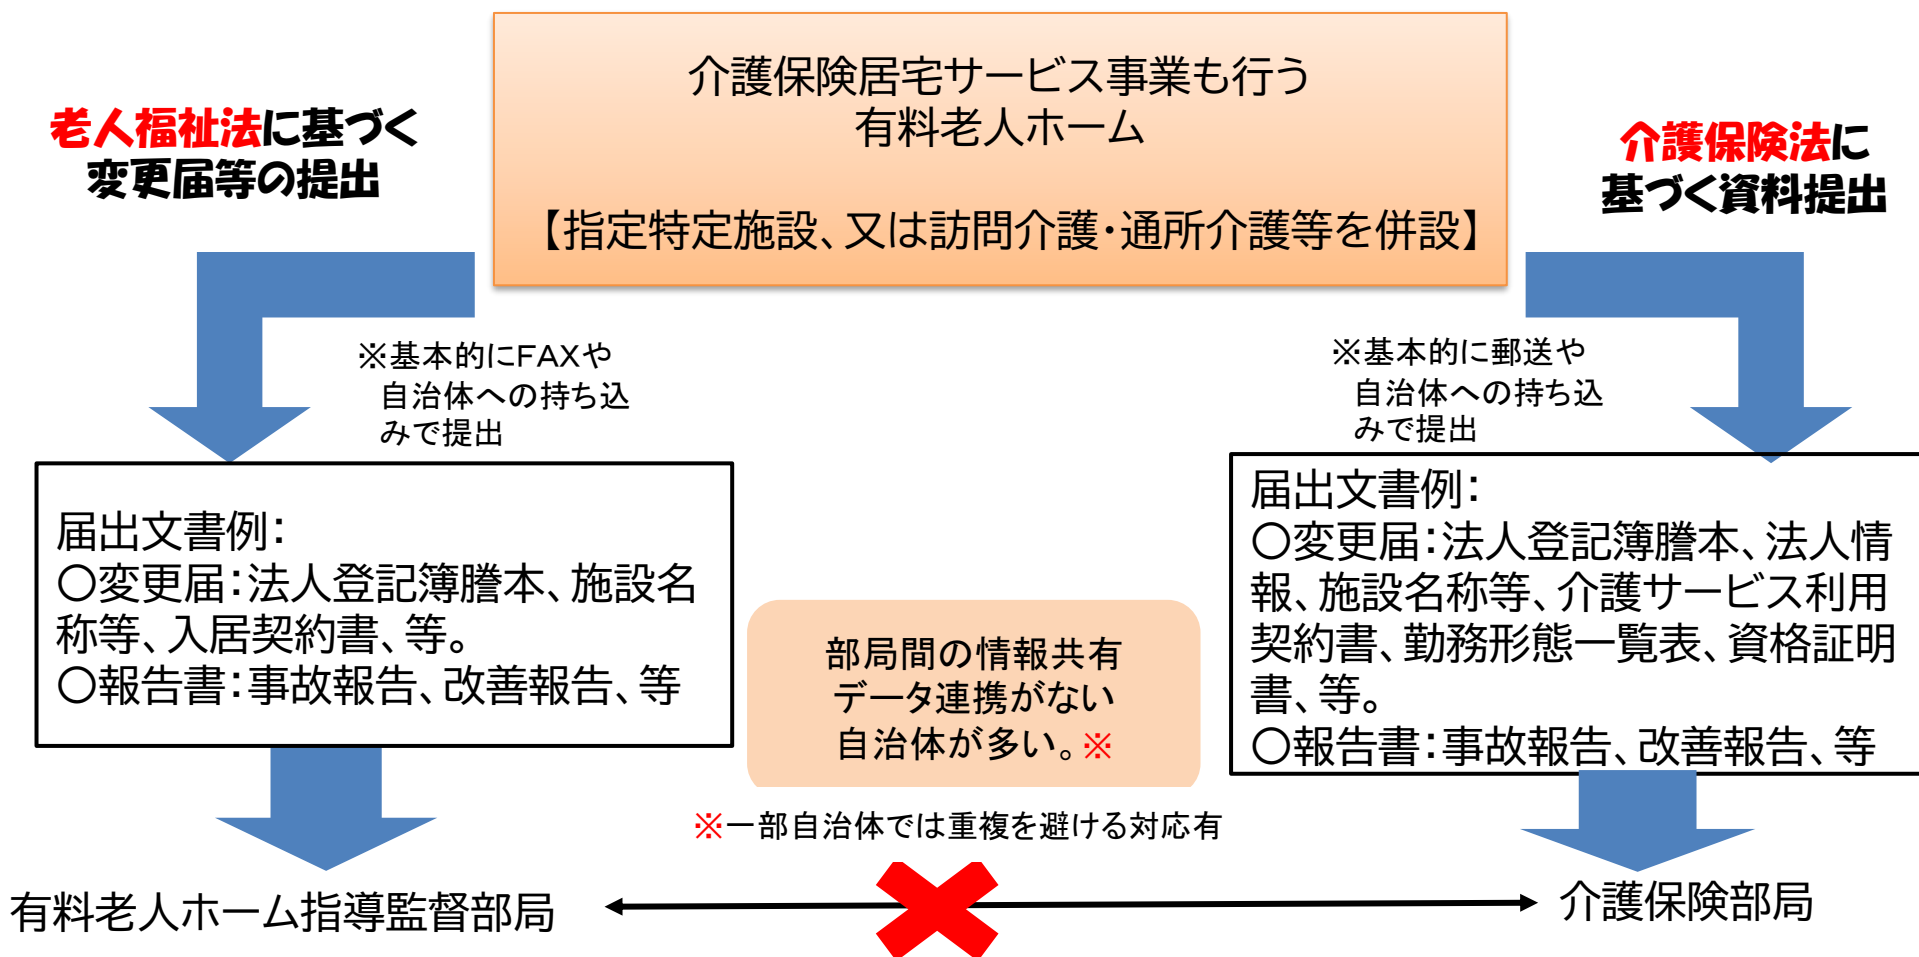 介護保険居宅サービス事業も行う
有料老人ホーム
【指定特定施設、又は訪問介護・通所介護等を併設】
老人福祉法に基づく
変更届等の提出
介護保険法に
基づく資料提出
※基本的にFAXや
自治体への持ち込
みで提出
※基本的に郵送や
自治体への持ち込
みで提出
届出文書例：
○変更届：法人登記簿謄本、施設名
称等、入居契約書、等。
○報告書：事故報告、改善報告、等
届出文書例：
○変更届：法人登記簿謄本、法人情
報、施設名称等、介護サービス利用
契約書、勤務形態一覧表、資格証明
書、等。
○報告書：事故報告、改善報告、等
部局間の情報共有
データ連携がない
自治体が多い。※
※一部自治体では重複を避ける対応有
有料老人ホーム指導監督部局
介護保険部局